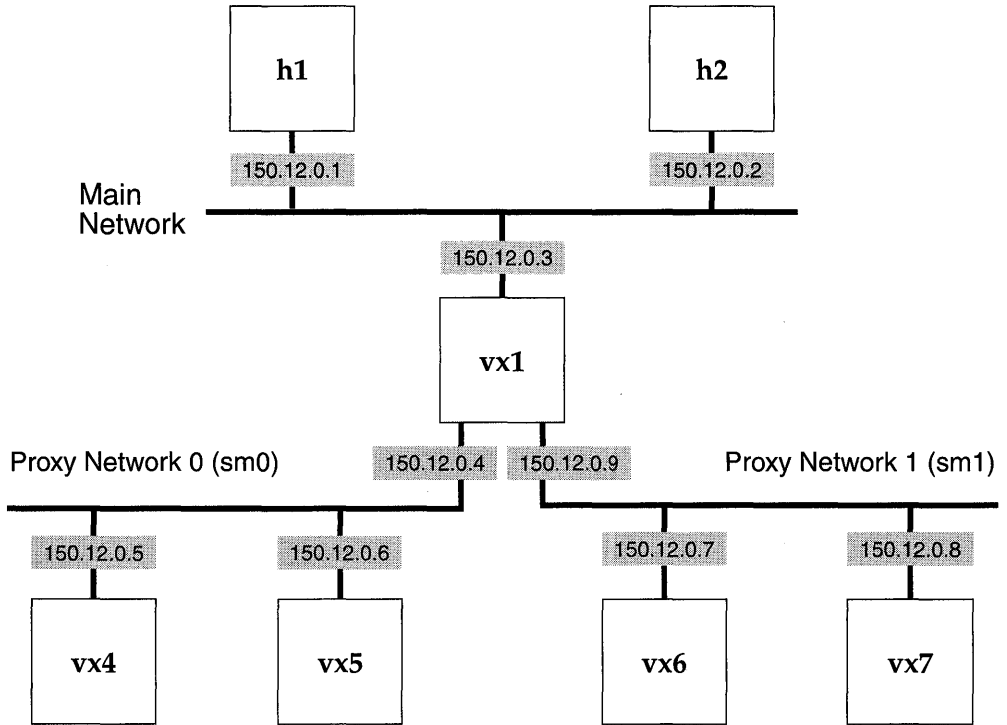 h1
h2
150.12.0.1
150.12.0.2
Main
Network
150.12.0.3
vx1
Proxy Network 0 (sm0)
150.12.0.4
150.12.0.9
Proxy Network 1 (sm1)
150.12.0.5
150.12.0.6
150.12.0.7
150.12.0.8
vx4
vx5
vx6
vx7